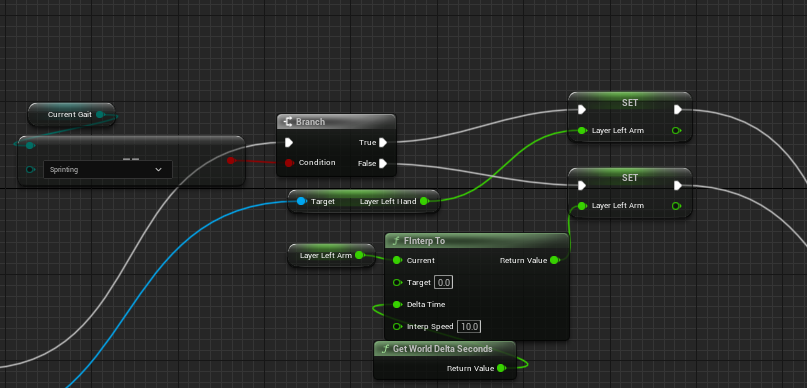 SET
Current Gait
Branch
Layer Left Arm
True
==
Sprinting
Condition
False
SET
Target
Layer Left Hand
Layer Left Arm
FInterp To
Layer Left Arm
Current
Return Value
Target
0.0
Delta Time
Interp Speed
10.0
Get World Delta Seconds
Return Value